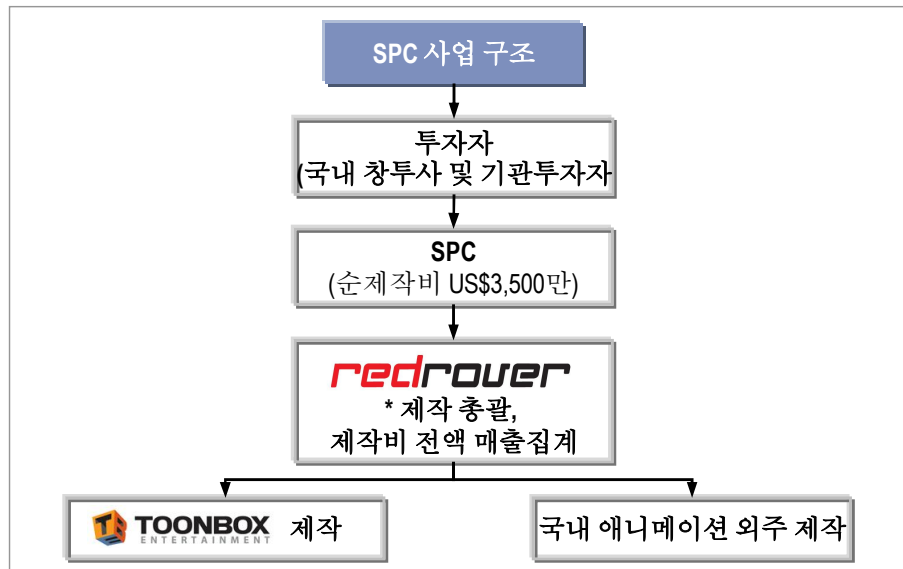 SPC 사업 구조
투자자
(국내 창투사 및 기관투자자
SPC
(순제작비 US$3,500만)
redrover
* 제작 총괄,
제작비 전액 매출집계
TOONBOX 제작
ENTERTAINMENT
국내 애니메이션 외주 제작